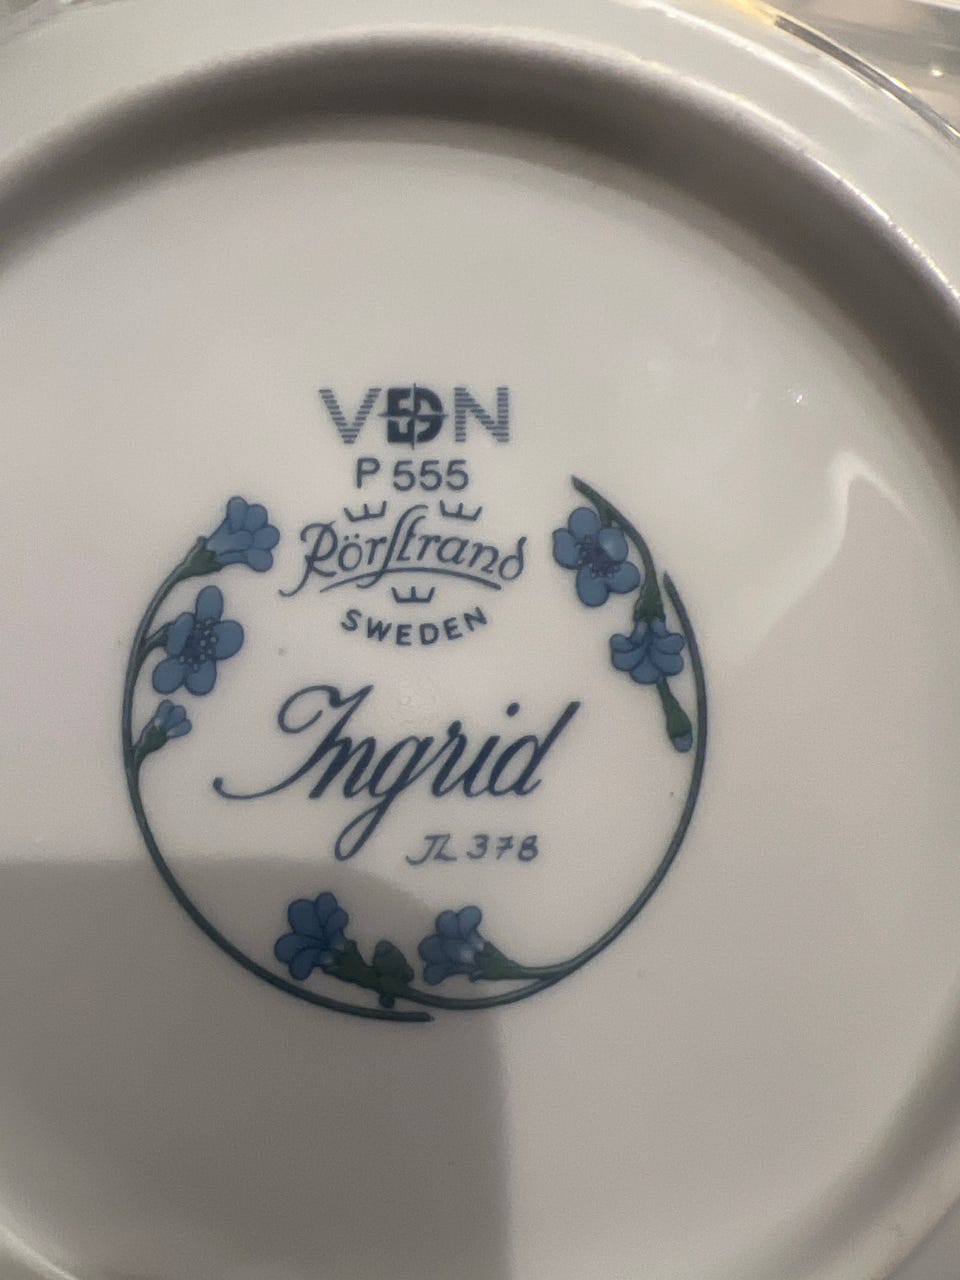 VDN
P 555
Rörstrand
SWEDEN
Ingrid
JL 378